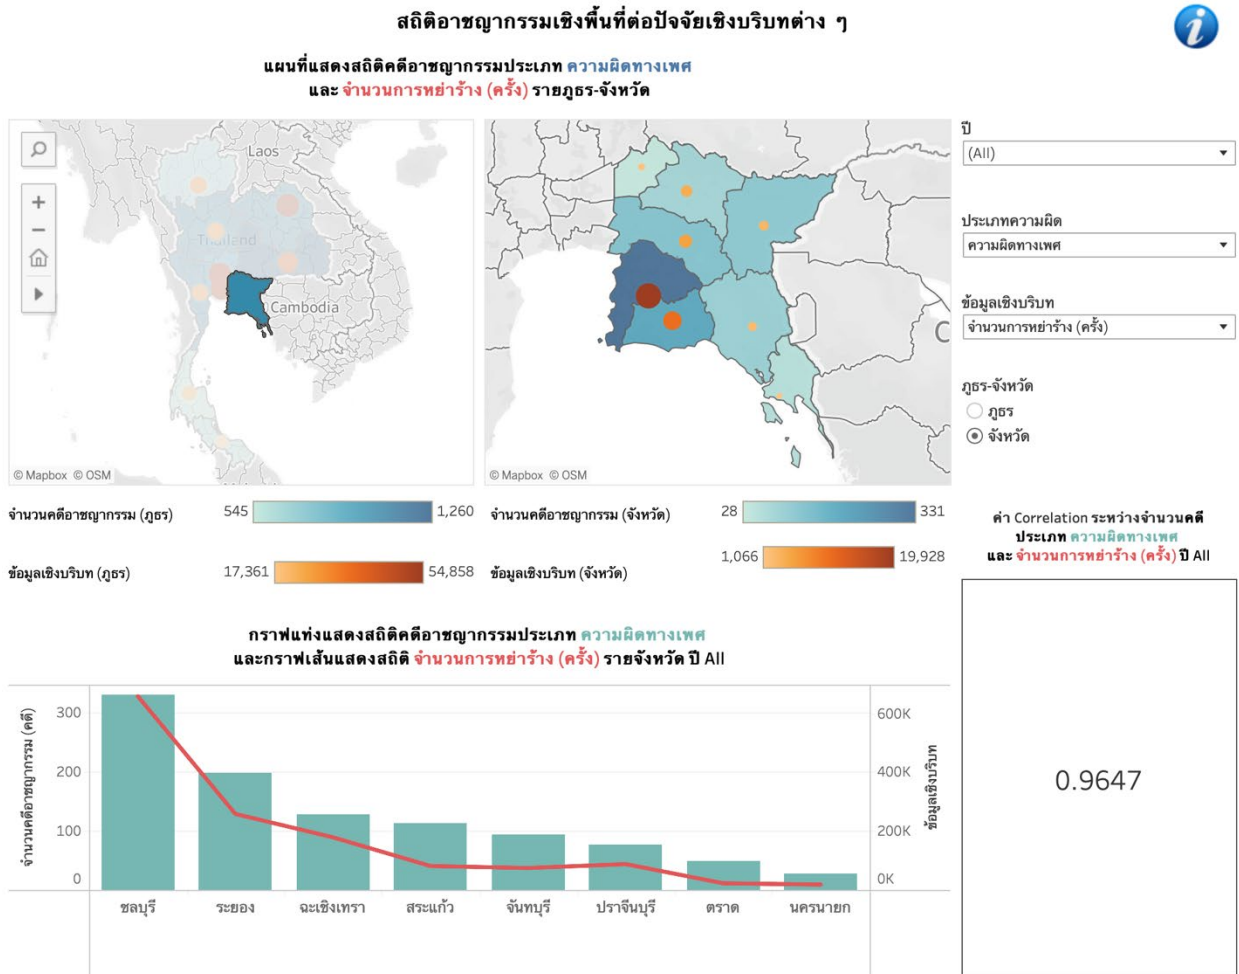 สถิติอาชญากรรมเชิงพื้นที่ต่อปัจจัยเชิงบริบทต่าง ๆ
แผนที่แสดงสถิติคดีอาชญากรรมประเภท ความผิดทางเพศ
และ จำนวนการหย่าร้าง (ครั้ง) รายภูธร-จังหวัด
Laos
Thailand
Cambodia
© Mapbox © OSM
© Mapbox © OSM
ปี
(All)
ประเภทความผิด
ความผิดทางเพศ
ข้อมูลเชิงบริบท
จำนวนการหย่าร้าง (ครั้ง)
ภูธร-จังหวัด
ภูธร
จังหวัด
จำนวนคดีอาชญากรรม (ภูธร)
545
1,260
จำนวนคดีอาชญากรรม (จังหวัด)
28
331
ข้อมูลเชิงบริบท (ภูธร)
17,361
54,858
ข้อมูลเชิงบริบท (จังหวัด)
1,066
19,928
ค่า Correlation ระหว่างจำนวนคดี
ประเภท ความผิดทางเพศ
และ จำนวนการหย่าร้าง (ครั้ง) ปี All
0.9647
กราฟแท่งแสดงสถิติคดีอาชญากรรมประเภท ความผิดทางเพศ
และกราฟเส้นแสดงสถิติ จำนวนการหย่าร้าง (ครั้ง) รายจังหวัด ปี All
จำนวนคดีอาชญากรรม (คดี)
300
200
100
0
600K
400K
200K
0K
ข้อมูลเชิงบริบท
ชลบุรี
ระยอง
ฉะเชิงเทรา
สระแก้ว
จันทบุรี
ปราจีนบุรี
ตราด
นครนายก